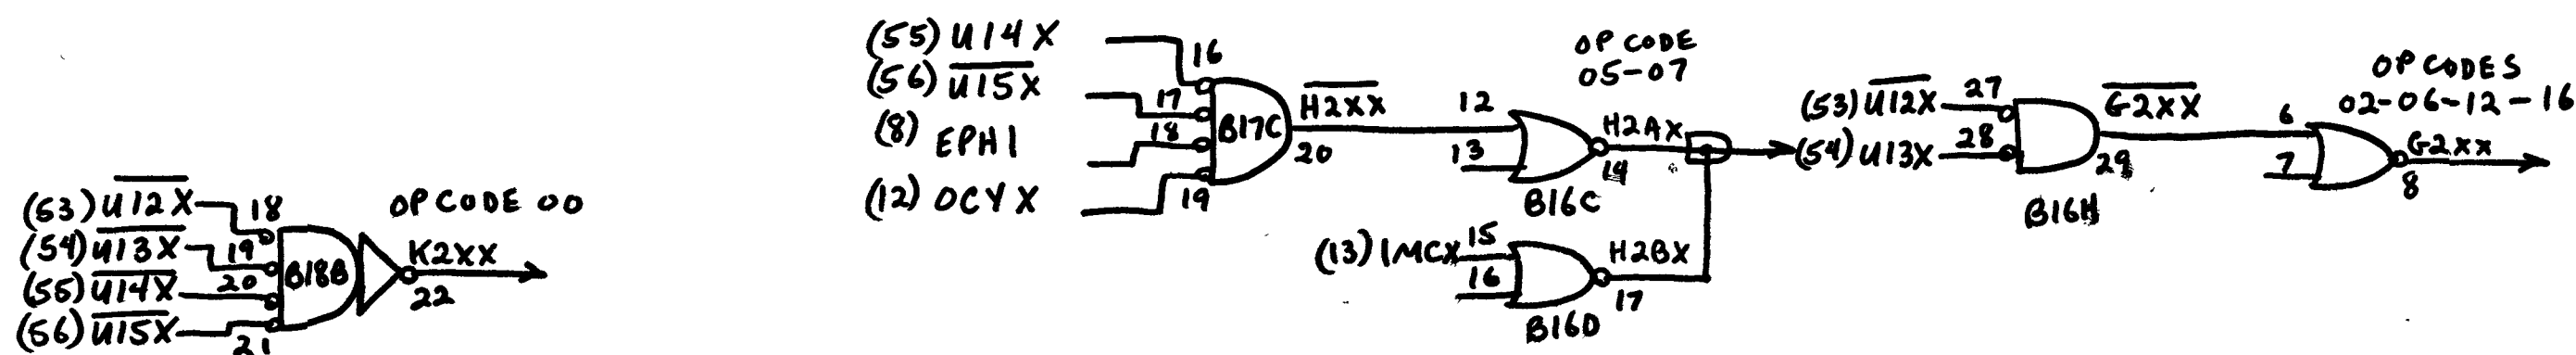 (53) U12X 18
(54) U13X 19
(55) U14X 20
(56) U15X 21
B18B
OP CODE 00
K2XX
22
(55) U14X 16
(56) U15X 17
(8) EPH1 18
(12) OCYX 19
B17C
H2XX
20
OP CODE
05-07
12
13
H2AX
14
B16C
(13) IMCX 15
16
H2BX
17
B16D
(53) U12X 27
(54) U13X 28
G2XX
29
B16H
OP CODES
02-06-12-16
6
7
G2XX
8